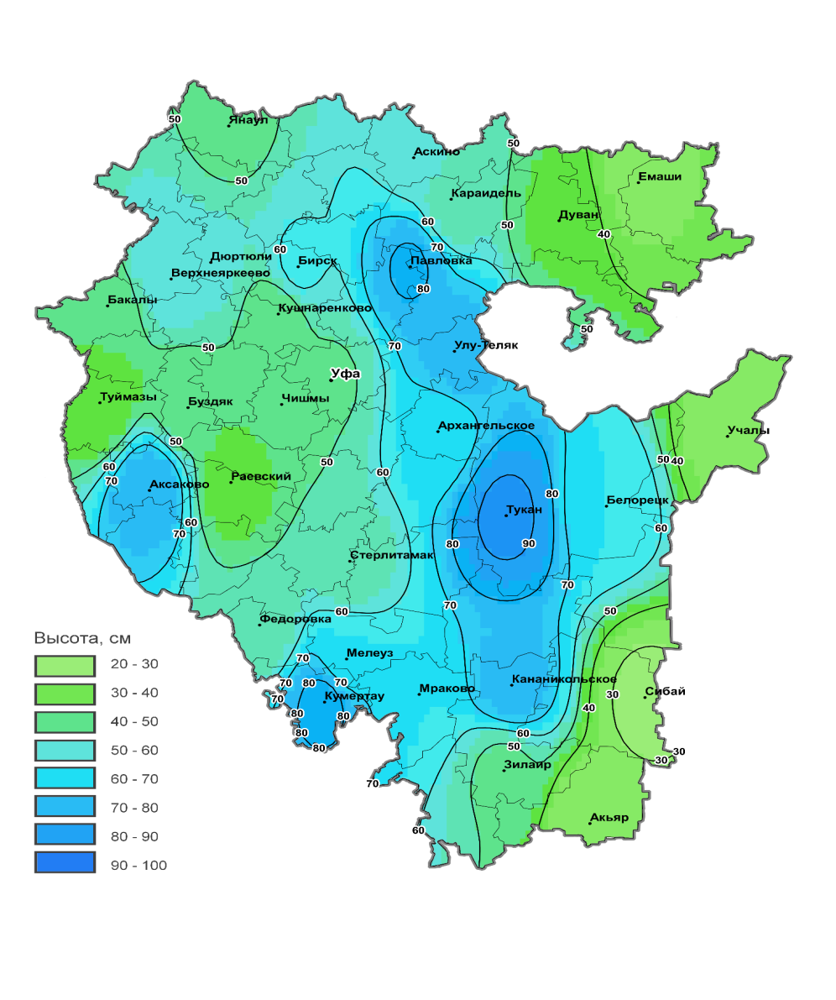 50
Янаул
50
50
Аскино
Емаши
Караидель
Дуван
60
50
40
60
70
Дюртюли
Бирск
Павловка
Верхнеяркеево
80
Бакалы
Кушнаренково
50
50
70
Улу-Теляк
Уфа
Туймазы
Буздяк
Чишмы
Архангельское
Учалы
50
50
50 40
60
60
70
Раевский
Аксаково
80
Белорецк
Тукан
60
60
70
80
90
Стерлитамак
70
70
50
60
Федоровка
Высота, см
Мелеуз
70
20 - 30
70
80
70
Кананикольское
30 - 40
Кумертау
Мраково
30
Сибай
70
40
80
80
40 - 50
60
80
50
80
50 - 60
30
30
Зилаир
60 - 70
70
70 - 80
Акьяр
60
80 - 90
90 - 100